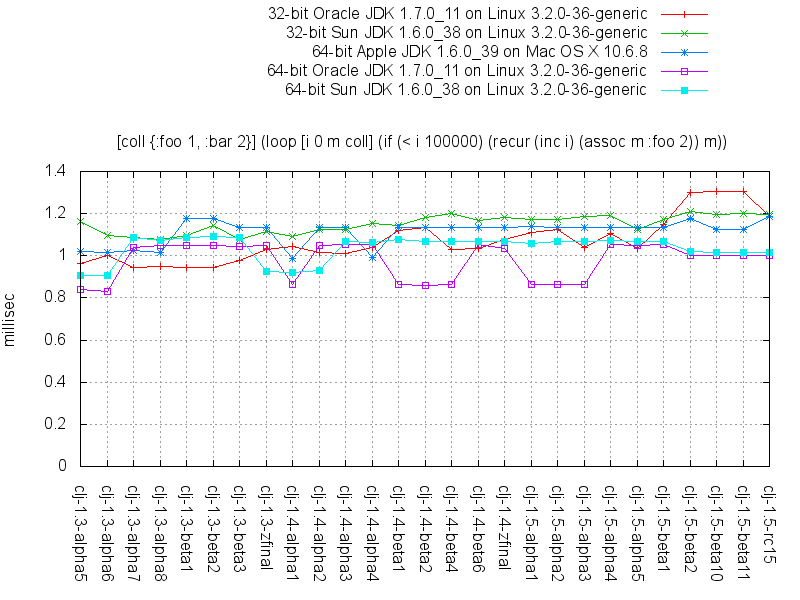 32-bit Oracle JDK 1.7.0_11 on Linux 3.2.0-36-generic
32-bit Sun JDK 1.6.0_38 on Linux 3.2.0-36-generic
64-bit Apple JDK 1.6.0_39 on Mac OS X 10.6.8
64-bit Oracle JDK 1.7.0_11 on Linux 3.2.0-36-generic
64-bit Sun JDK 1.6.0_38 on Linux 3.2.0-36-generic
[coll {:foo 1, :bar 2}] (loop [i 0 m coll] (if (< i 100000) (recur (inc i) (assoc m :foo 2)) m))
1.4
1.2
1
0.8
0.6
0.4
0.2
0
millisec
clj-1.3-alpha5
clj-1.3-alpha6
clj-1.3-alpha7
clj-1.3-alpha8
clj-1.3-beta1
clj-1.3-beta2
clj-1.3-beta3
clj-1.3-zfinal
clj-1.4-alpha1
clj-1.4-alpha2
clj-1.4-alpha3
clj-1.4-alpha4
clj-1.4-beta1
clj-1.4-beta2
clj-1.4-beta4
clj-1.4-beta6
clj-1.4-zfinal
clj-1.5-alpha1
clj-1.5-alpha2
clj-1.5-alpha3
clj-1.5-alpha4
clj-1.5-alpha5
clj-1.5-beta1
clj-1.5-beta2
clj-1.5-beta10
clj-1.5-beta11
clj-1.5-rc15